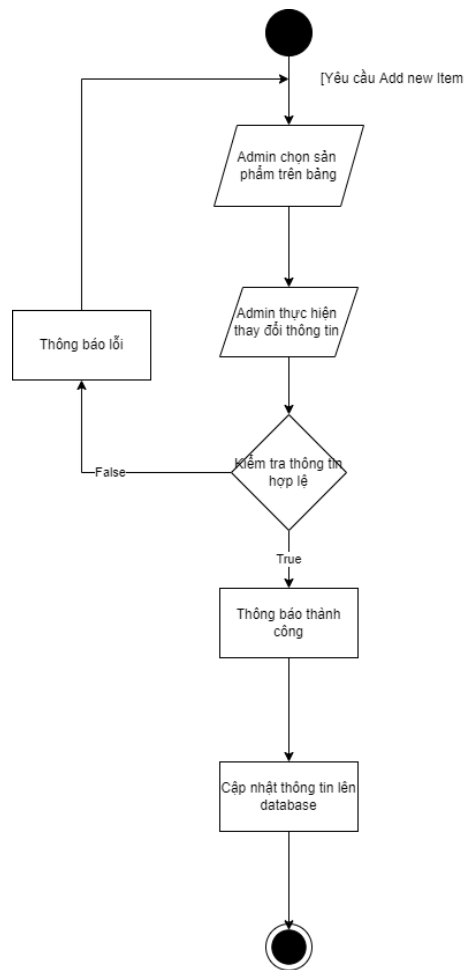 [Yêu cầu Add new Item
Admin chọn sản
phẩm trên bảng
Admin thực hiện
thay đổi thông tin
Thông báo lỗi
Kiểm tra thông tin
hợp lệ
False
True
Thông báo thành
công
Cập nhật thông tin lên
database